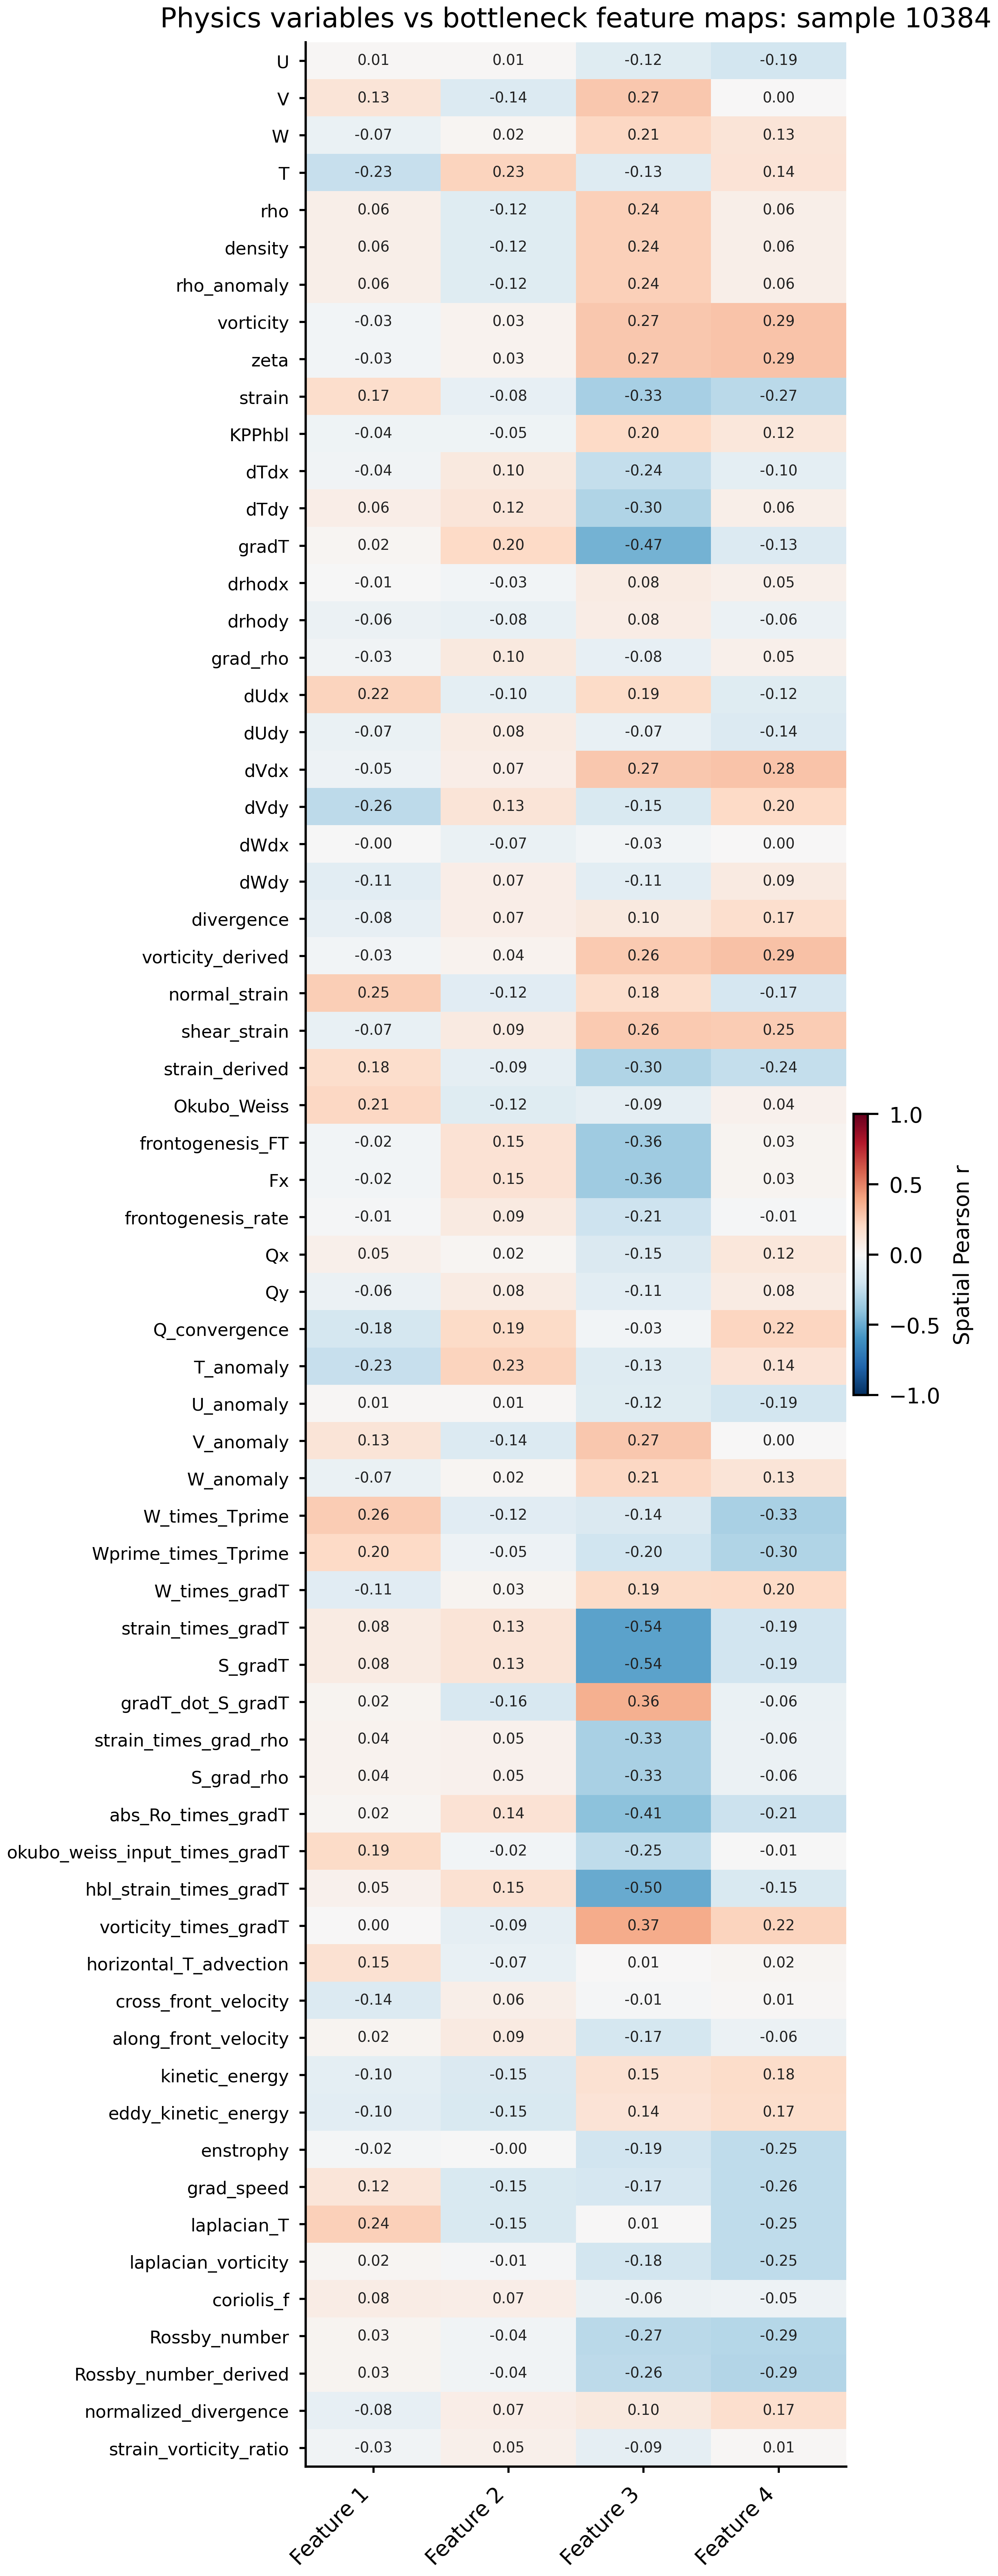 Physics variables vs bottleneck feature maps: sample 10384
U 0.01 0.01 -0.12 -0.19
V 0.13 -0.14 0.27 0.00
W -0.07 0.02 0.21 0.13
T -0.23 0.23 -0.13 0.14
rho 0.06 -0.12 0.24 0.06
density 0.06 -0.12 0.24 0.06
rho_anomaly 0.06 -0.12 0.24 0.06
vorticity -0.03 0.03 0.27 0.29
zeta -0.03 0.03 0.27 0.29
strain 0.17 -0.08 -0.33 -0.27
KPPhbl -0.04 -0.05 0.20 0.12
dTdx -0.04 0.10 -0.24 -0.10
dTdy 0.06 0.12 -0.30 0.06
gradT 0.02 0.20 -0.47 -0.13
drhodx -0.01 -0.03 0.08 0.05
drhody -0.06 -0.08 0.08 -0.06
grad_rho -0.03 0.10 -0.08 0.05
dUdx 0.22 -0.10 0.19 -0.12
dUdy -0.07 0.08 -0.07 -0.14
dVdx -0.05 0.07 0.27 0.28
dVdy -0.26 0.13 -0.15 0.20
dWdx -0.00 -0.07 -0.03 0.00
dWdy -0.11 0.07 -0.11 0.09
divergence -0.08 0.07 0.10 0.17
vorticity_derived -0.03 0.04 0.26 0.29
normal_strain 0.25 -0.12 0.18 -0.17
shear_strain -0.07 0.09 0.26 0.25
strain_derived 0.18 -0.09 -0.30 -0.24
Okubo_Weiss 0.21 -0.12 -0.09 0.04
frontogenesis_FT -0.02 0.15 -0.36 0.03
Fx -0.02 0.15 -0.36 0.03
frontogenesis_rate -0.01 0.09 -0.21 -0.01
Qx 0.05 0.02 -0.15 0.12
Qy -0.06 0.08 -0.11 0.08
Q_convergence -0.18 0.19 -0.03 0.22
T_anomaly -0.23 0.23 -0.13 0.14
U_anomaly 0.01 0.01 -0.12 -0.19
V_anomaly 0.13 -0.14 0.27 0.00
W_anomaly -0.07 0.02 0.21 0.13
W_times_Tprime 0.26 -0.12 -0.14 -0.33
Wprime_times_Tprime 0.20 -0.05 -0.20 -0.30
W_times_gradT -0.11 0.03 0.19 0.20
strain_times_gradT 0.08 0.13 -0.54 -0.19
S_gradT 0.08 0.13 -0.54 -0.19
gradT_dot_S_gradT 0.02 -0.16 0.36 -0.06
strain_times_grad_rho 0.04 0.05 -0.33 -0.06
S_grad_rho 0.04 0.05 -0.33 -0.06
abs_Ro_times_gradT 0.02 0.14 -0.41 -0.21
okubo_weiss_input_times_gradT 0.19 -0.02 -0.25 -0.01
hbl_strain_times_gradT 0.05 0.15 -0.50 -0.15
vorticity_times_gradT 0.00 -0.09 0.37 0.22
horizontal_T_advection 0.15 -0.07 0.01 0.02
cross_front_velocity -0.14 0.06 -0.01 0.01
along_front_velocity 0.02 0.09 -0.17 -0.06
kinetic_energy -0.10 -0.15 0.15 0.18
eddy_kinetic_energy -0.10 -0.15 0.14 0.17
enstrophy -0.02 -0.00 -0.19 -0.25
grad_speed 0.12 -0.15 -0.17 -0.26
laplacian_T 0.24 -0.15 0.01 -0.25
laplacian_vorticity 0.02 -0.01 -0.18 -0.25
coriolis_f 0.08 0.07 -0.06 -0.05
Rossby_number 0.03 -0.04 -0.27 -0.29
Rossby_number_derived 0.03 -0.04 -0.26 -0.29
normalized_divergence -0.08 0.07 0.10 0.17
strain_vorticity_ratio -0.03 0.05 -0.09 0.01
Feature 1 Feature 2 Feature 3 Feature 4
1.0
0.5
0.0
−0.5
−1.0
Spatial Pearson r